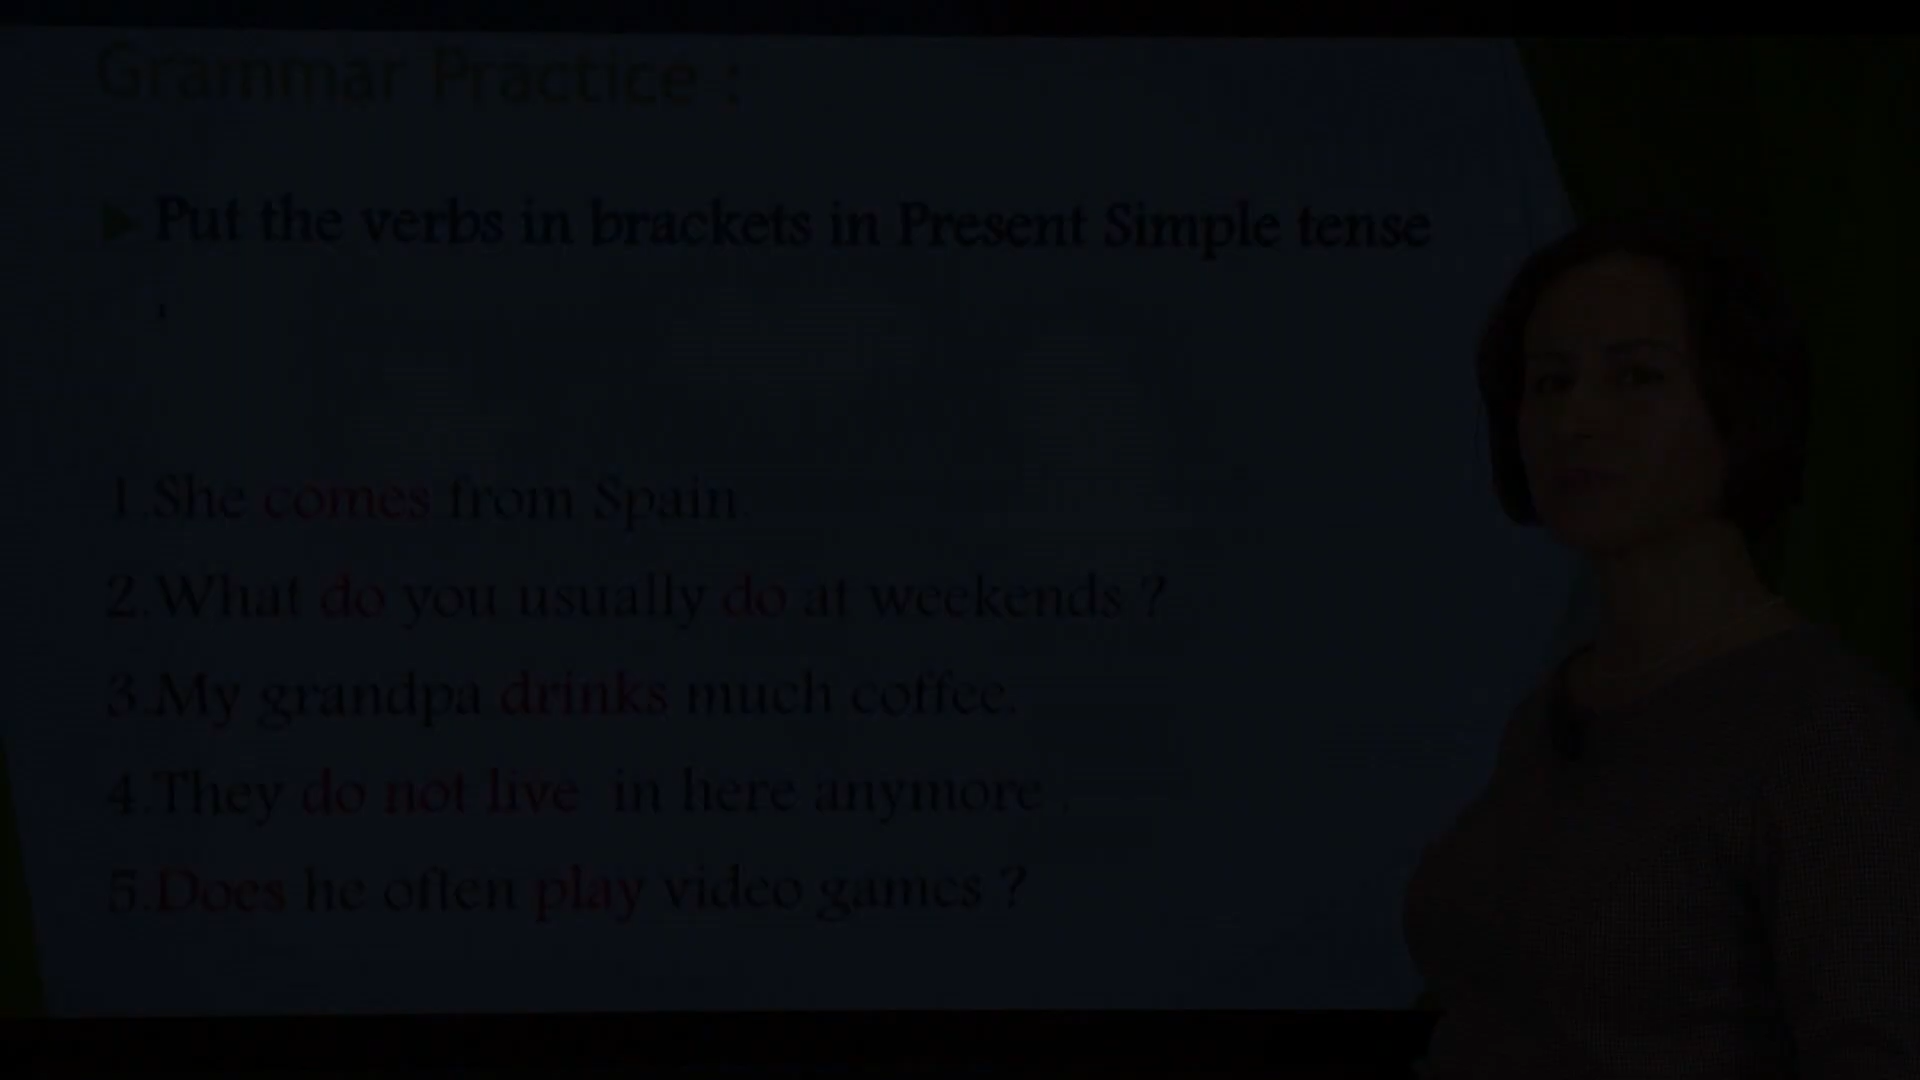 Grammar Practice :
Put the verbs in brackets in Present Simple tense
1.She comes from Spain.
2.What do you usually do at weekends ?
3.My grandpa drinks much coffee.
4.They do not live in here anymore .
5.Does he often play video games ?